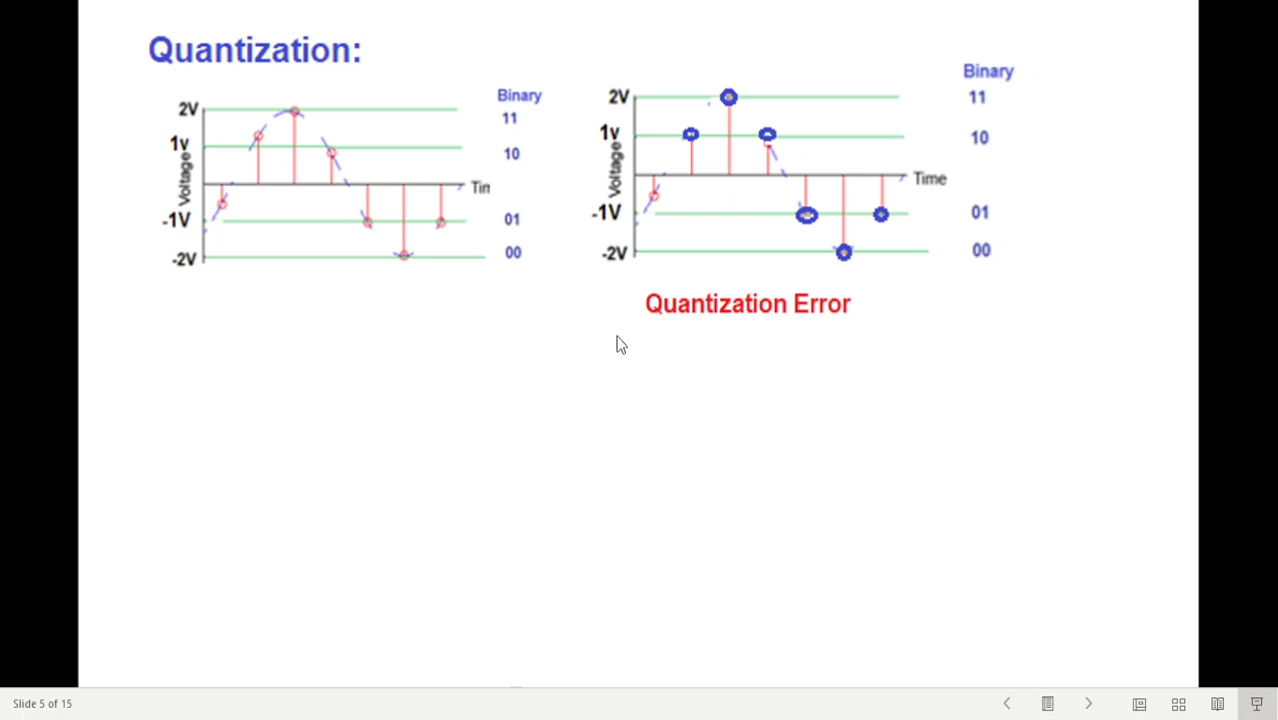 Quantization:
2V
1v
-1V
-2V
Voltage
Tin
Binary
11
10
01
00
2V
1v
-1V
-2V
Voltage
Time
Binary
11
10
01
00
Quantization Error
Slide 5 of 15